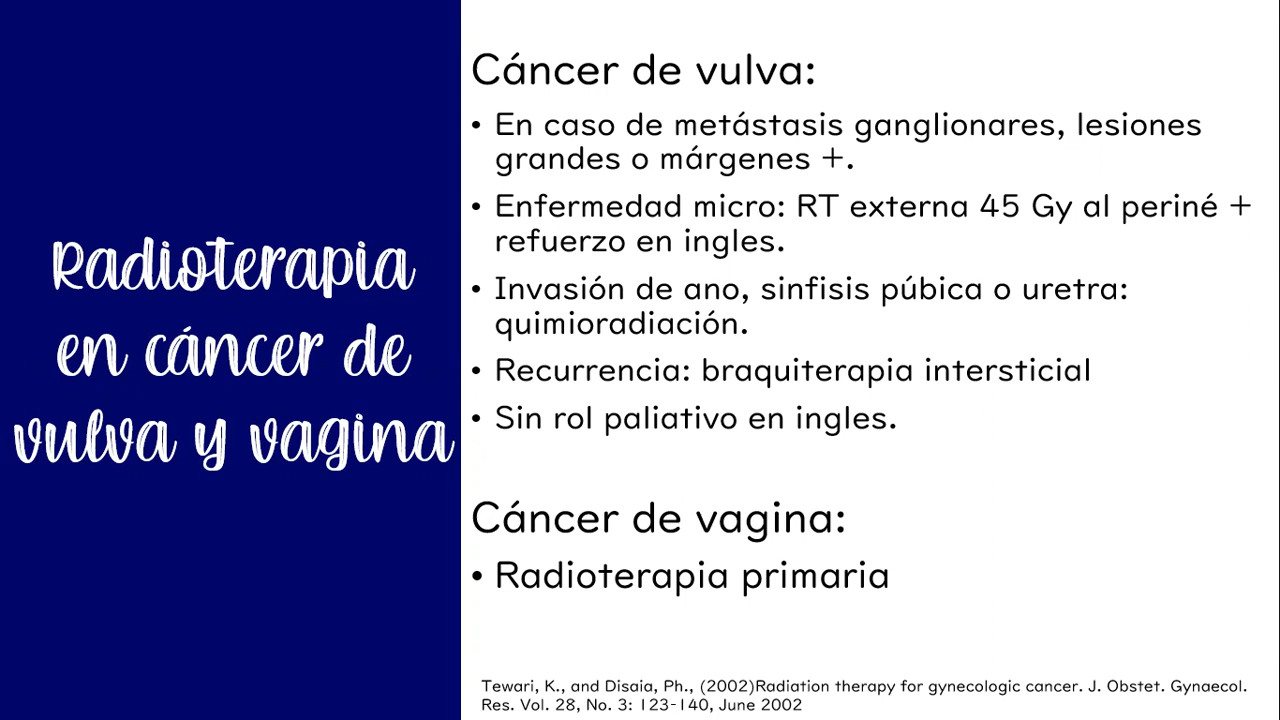 Radioterapia
en cáncer de
vulva y vagina
Cáncer de vulva:
• En caso de metástasis ganglionares, lesiones
grandes o márgenes +.
• Enfermedad micro: RT externa 45 Gy al periné +
refuerzo en ingles.
• Invasión de ano, sinfisis púbica o uretra:
quimioradiación.
• Recurrencia: braquiterapia intersticial
• Sin rol paliativo en ingles.
Cáncer de vagina:
• Radioterapia primaria
Tewari, K., and Disaia, Ph., (2002)Radiation therapy for gynecologic cancer. J. Obstet. Gynaecol.
Res. Vol. 28, No. 3: 123-140, June 2002